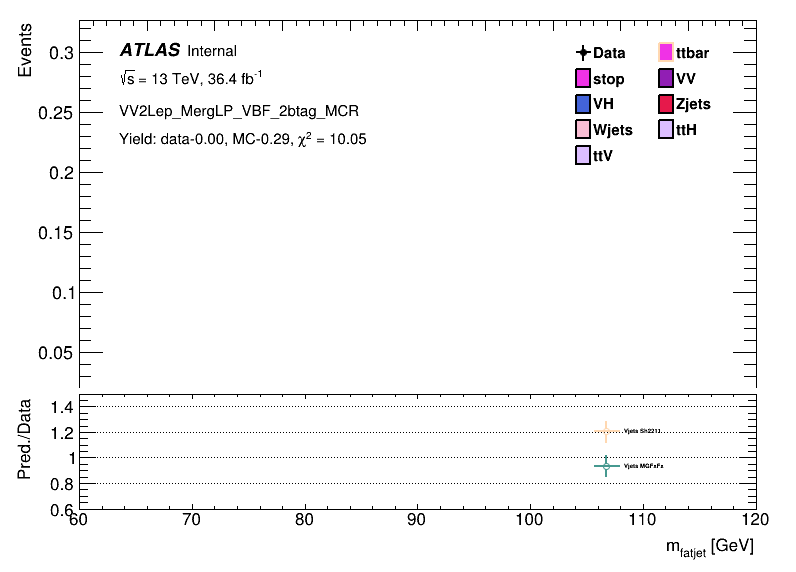 Events
0.3
0.25
0.2
0.15
0.1
0.05
ATLAS Internal
√s = 13 TeV, 36.4 fb⁻¹
VV2Lep_MergLP_VBF_2btag_MCR
Yield: data-0.00, MC-0.29, χ² = 10.05
Data
ttbar
stop
VV
VH
Zjets
Wjets
ttH
ttV
Pred./Data
1.4
1.2
1
0.8
0.6
Vjets Sh2211
Vjets MGFxFx
60 70 80 90 100 110 120
m_fatjet [GeV]